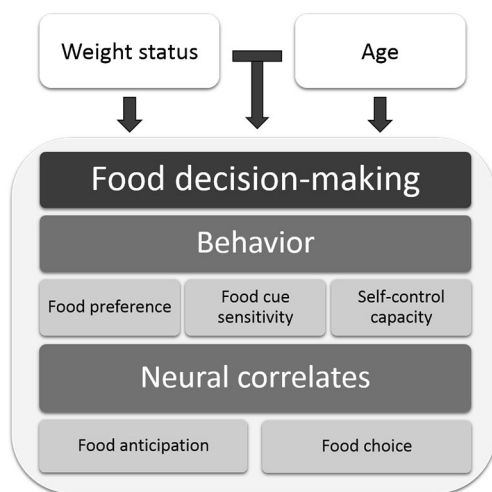 Weight status
Age
Food decision-making
Behavior
Food preference
Food cue
sensitivity
Self-control
capacity
Neural correlates
Food anticipation
Food choice